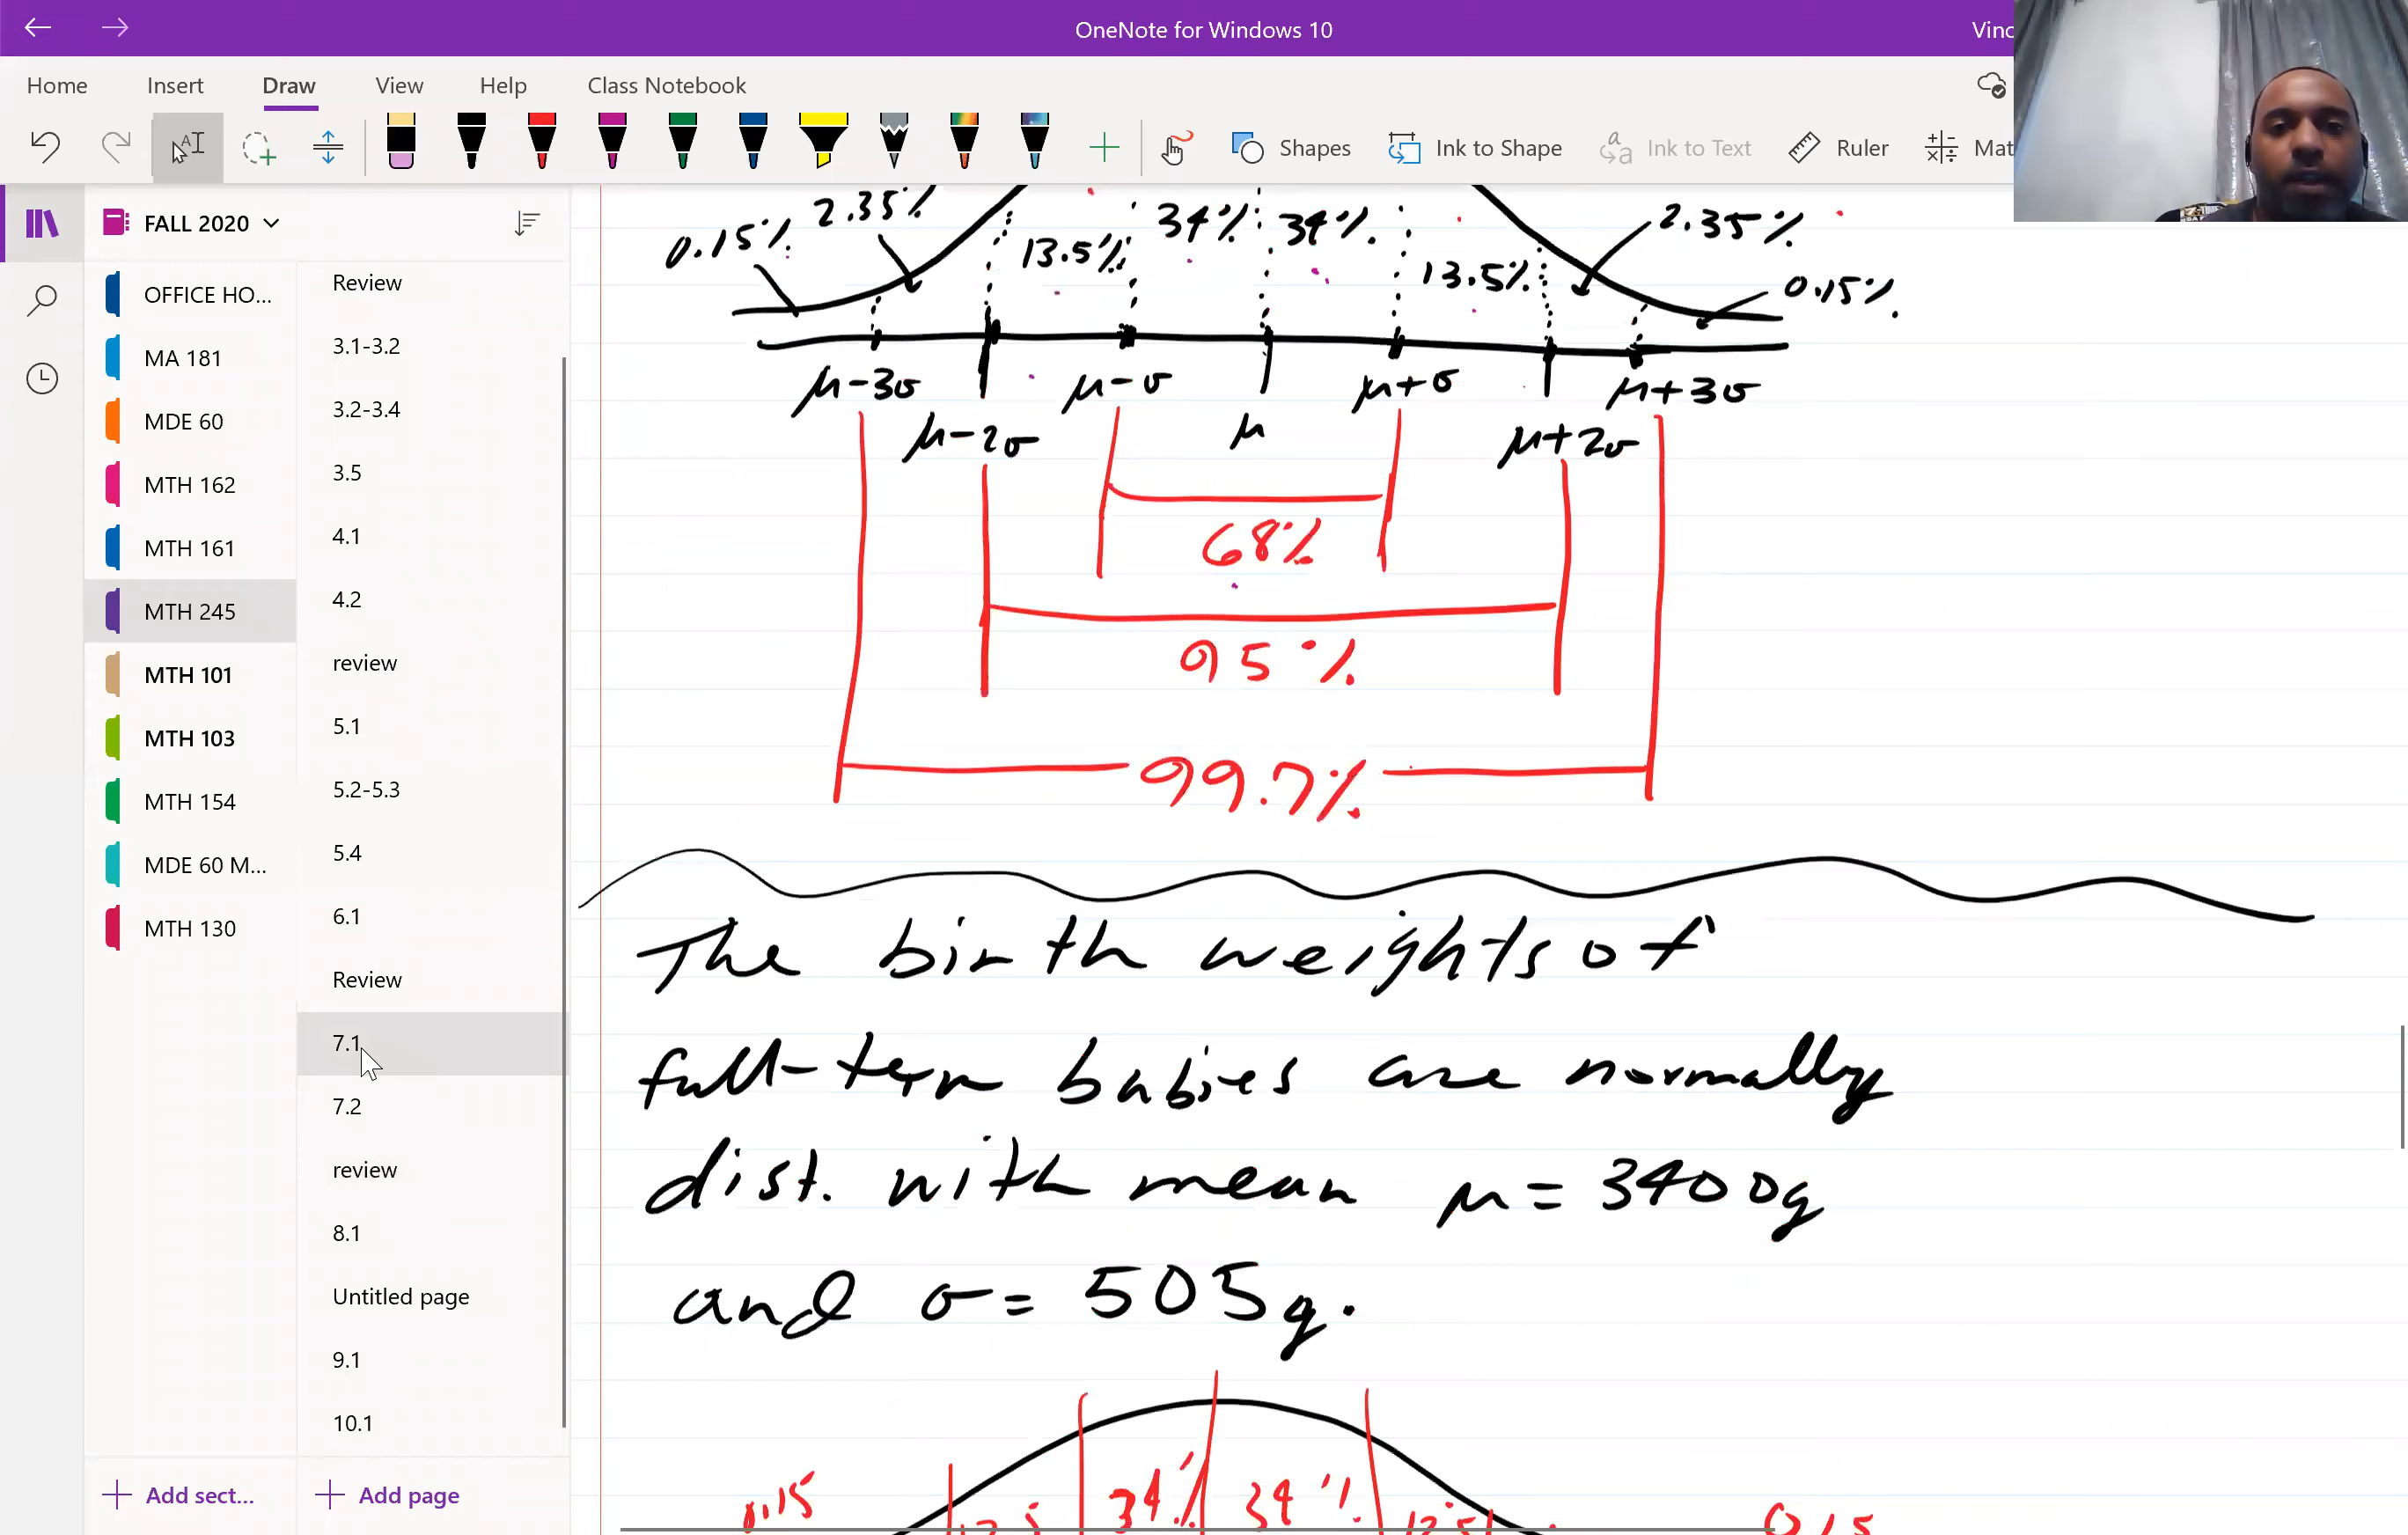 OneNote for Windows 10
Vinc
Home Insert Draw View Help Class Notebook
Shapes Ink to Shape Ink to Text Ruler Mat
FALL 2020
OFFICE HO...
MA 181
MDE 60
MTH 162
MTH 161
MTH 245
MTH 101
MTH 103
MTH 154
MDE 60 M...
MTH 130
Add sect...
Review
3.1-3.2
3.2-3.4
3.5
4.1
4.2
review
5.1
5.2-5.3
5.4
6.1
Review
7.1
7.2
review
8.1
Untitled page
9.1
10.1
Add page
0.15% 2.35% 13.5% 34% 34% 13.5% 2.35% 0.15%
μ-3σ μ-σ μ+σ μ+3σ
μ-2σ μ μ+2σ
68%
95%
99.7%
The birth weights of
full-term babies are normally
dist. with mean μ = 3400g
and σ = 505g.
0.15 34% 34% 0.15